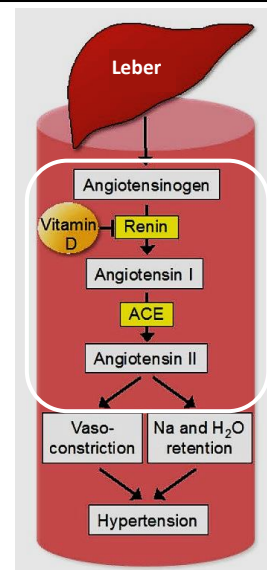 Leber
Angiotensinogen
Vitamin
D
Renin
Angiotensin I
ACE
Angiotensin II
Vaso-
constriction
Na and H₂O
retention
Hypertension